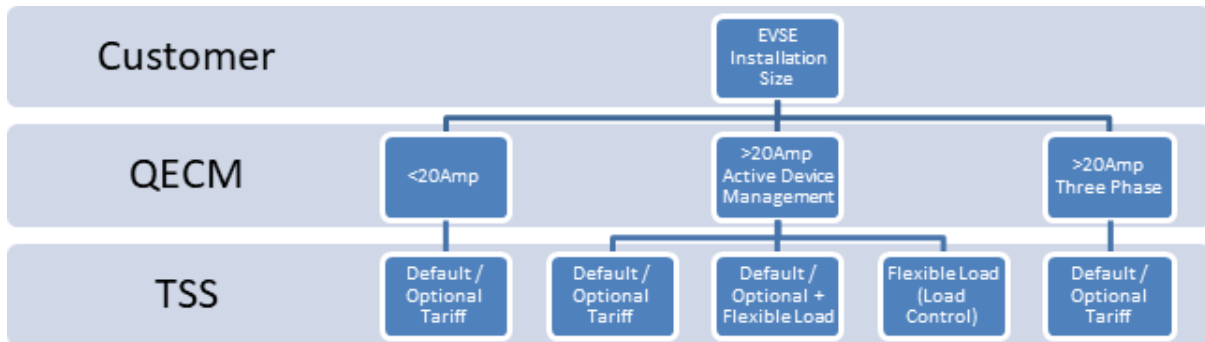 Customer
EVSE
Installation
Size
QECM
<20Amp
>20Amp
Active Device
Management
>20Amp
Three Phase
TSS
Default /
Optional
Tariff
Default /
Optional
Tariff
Default /
Optional +
Flexible Load
Flexible Load
(Load
Control)
Default /
Optional
Tariff